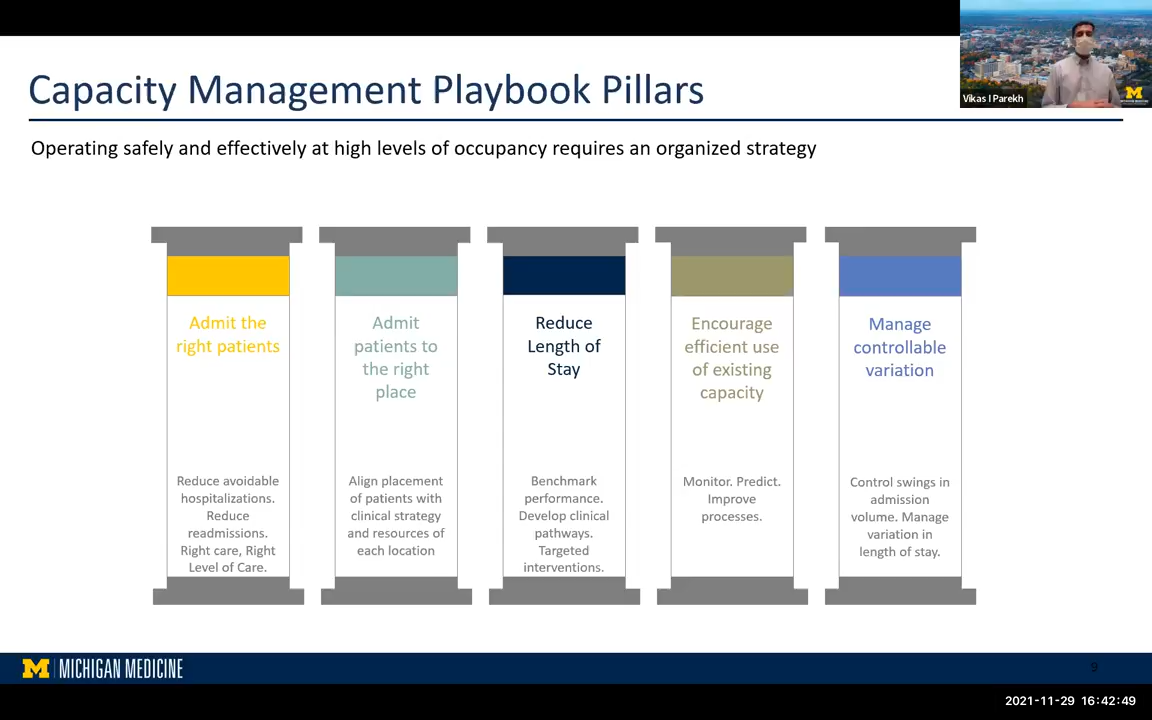 Capacity Management Playbook Pillars
Vikas I Parekh
Operating safely and effectively at high levels of occupancy requires an organized strategy
Admit the
right patients
Reduce avoidable
hospitalizations.
Reduce
readmissions.
Right care, Right
Level of Care.
Admit
patients to
the right
place
Align placement
of patients with
clinical strategy
and resources of
each location
Reduce
Length of
Stay
Benchmark
performance.
Develop clinical
pathways.
Targeted
interventions.
Encourage
efficient use
of existing
capacity
Monitor. Predict.
Improve
processes.
Manage
controllable
variation
Control swings in
admission
volume. Manage
variation in
length of stay.
M MICHIGAN MEDICINE
9
2021-11-29 16:42:49